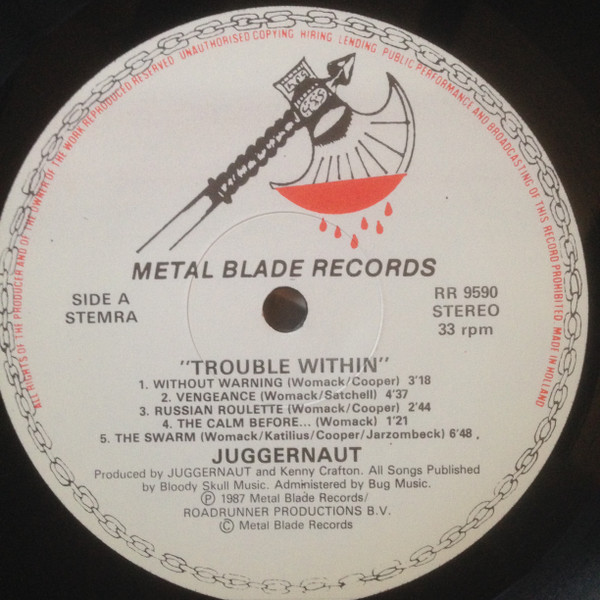 ALL RIGHTS OF THE PRODUCER AND OF THE OWNER OF THE WORK REPRODUCED RESERVED UNAUTHORISED COPYING HIRING LENDING PUBLIC PERFORMANCE AND BROADCASTING OF THIS RECORD PROHIBITED MADE IN HOLLAND
METAL BLADE RECORDS
SIDE A
STEMRA
RR 9590
STEREO
33 rpm
"TROUBLE WITHIN"
1. WITHOUT WARNING (Womack/Cooper) 3'18
2. VENGEANCE (Womack/Satchell) 4'37
3. RUSSIAN ROULETTE (Womack/Cooper) 2'44
4. THE CALM BEFORE... (Womack) 1'21
5. THE SWARM (Womack/Katilius/Cooper/Jarzombeck) 6'48
JUGGERNAUT
Produced by JUGGERNAUT and Kenny Crafton. All Songs Published
by Bloody Skull Music. Administered by Bug Music.
℗ 1987 Metal Blade Records/
ROADRUNNER PRODUCTIONS B.V.
© Metal Blade Records